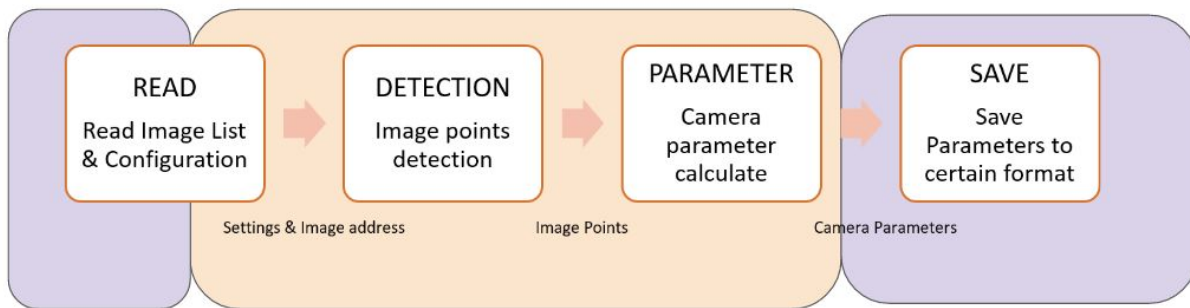 READ
Read Image List
& Configuration
DETECTION
Image points
detection
PARAMETER
Camera
parameter
calculate
SAVE
Save
Parameters to
certain format
Settings & Image address
Image Points
Camera Parameters